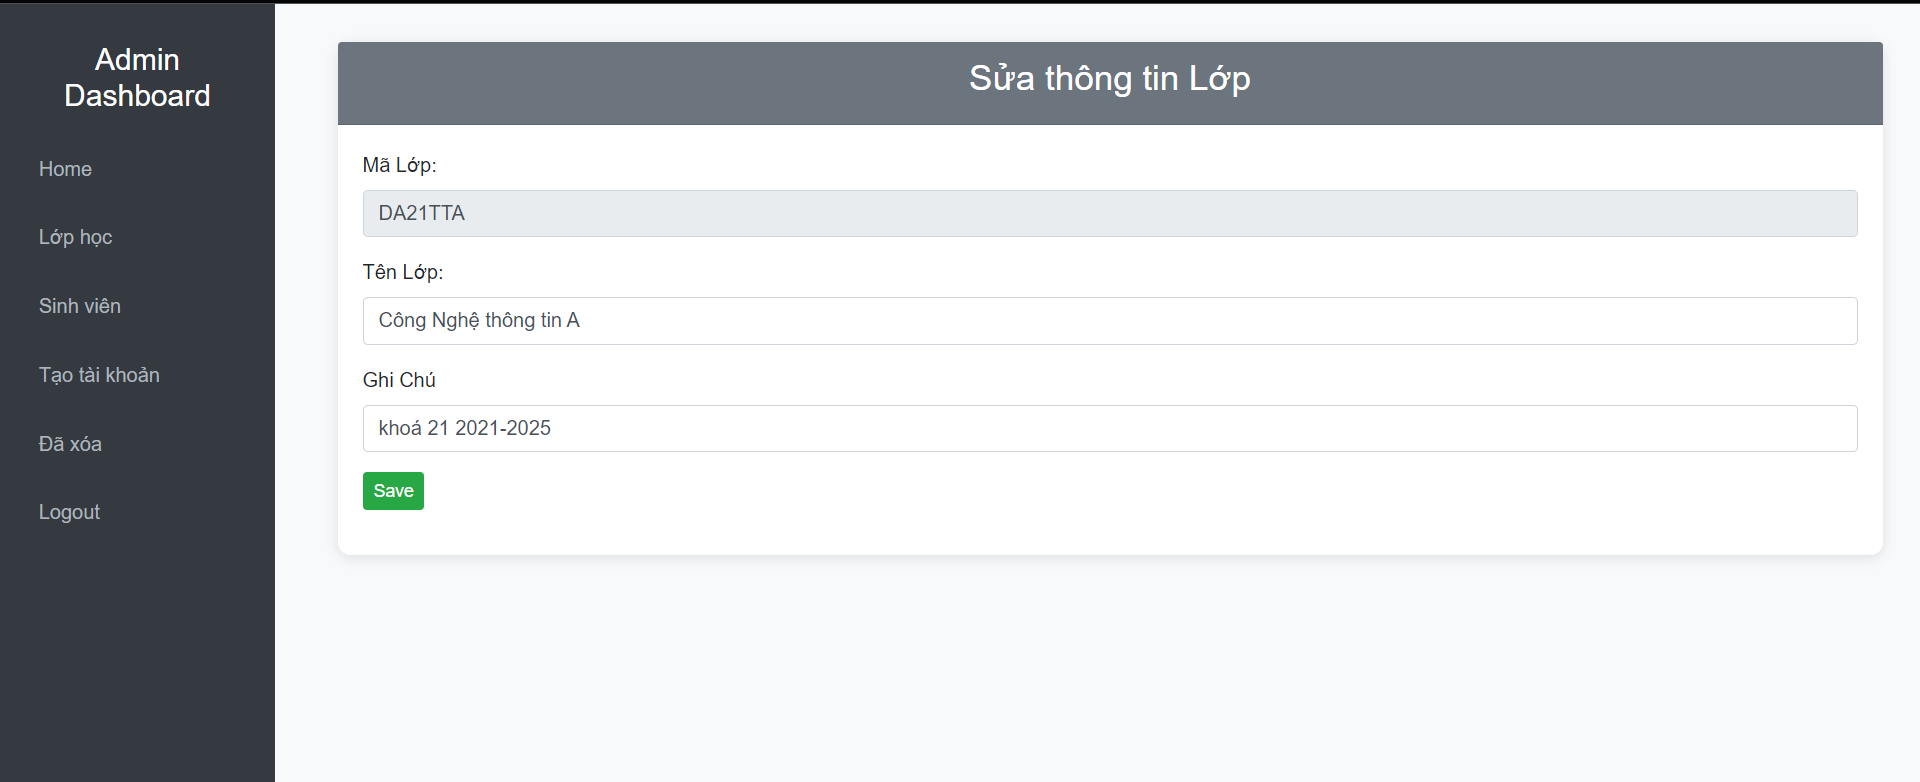 Admin
Dashboard
Home
Lớp học
Sinh viên
Tạo tài khoản
Đã xóa
Logout
Sửa thông tin Lớp
Mã Lớp:
DA21TTA
Tên Lớp:
Công Nghệ thông tin A
Ghi Chú
khoá 21 2021-2025
Save